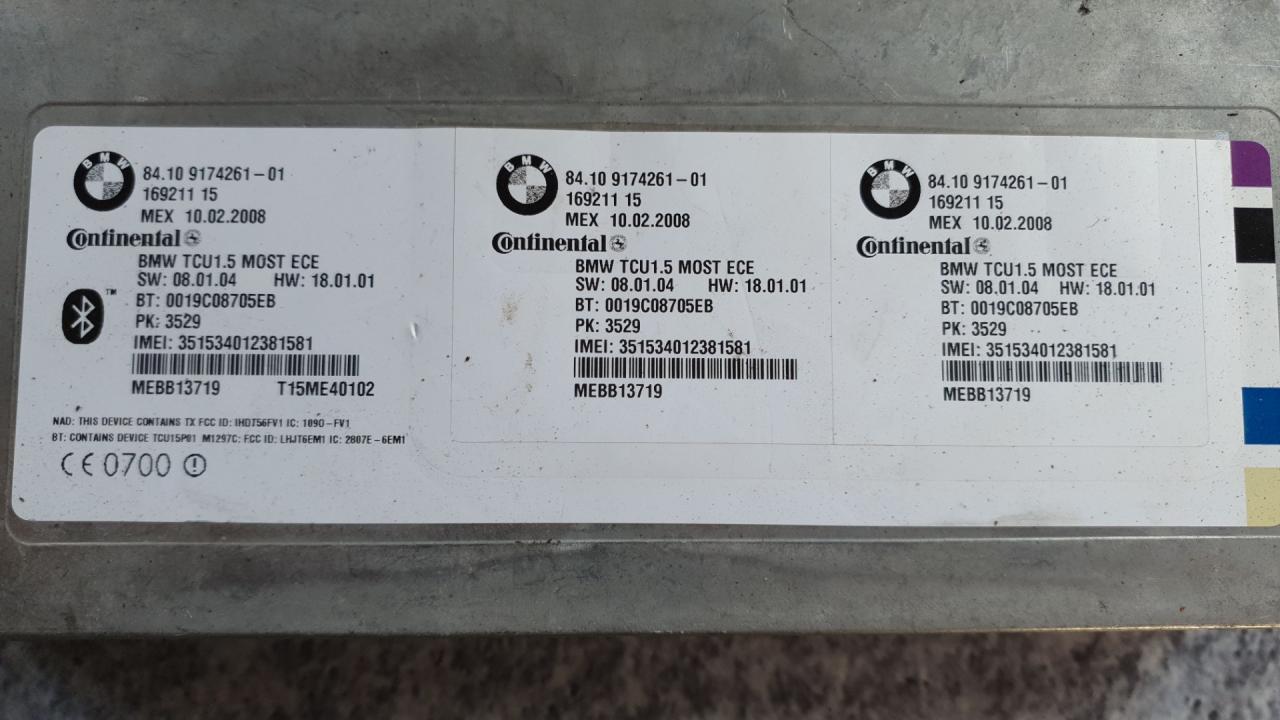 BMW
84.10 9174261-01
169211 15
MEX 10.02.2008
Continental
BMW TCU1.5 MOST ECE
SW: 08.01.04 HW: 18.01.01
BT: 0019C08705EB
PK: 3529
IMEI: 351534012381581
MEBB13719 T15ME40102
NAD: THIS DEVICE CONTAINS TX FCC ID: IHDT56FV1 IC: 1090-FV1
BT: CONTAINS DEVICE TCU15P01 M1297C: FCC ID: LHJT6EM1 IC: 2807E-6EM1
CE 0700
BMW
84.10 9174261-01
169211 15
MEX 10.02.2008
Continental
BMW TCU1.5 MOST ECE
SW: 08.01.04 HW: 18.01.01
BT: 0019C08705EB
PK: 3529
IMEI: 351534012381581
MEBB13719
BMW
84.10 9174261-01
169211 15
MEX 10.02.2008
Continental
BMW TCU1.5 MOST ECE
SW: 08.01.04 HW: 18.01.01
BT: 0019C08705EB
PK: 3529
IMEI: 351534012381581
MEBB13719